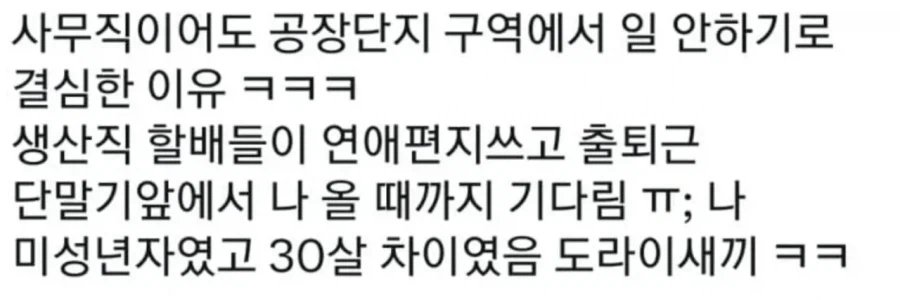 사무직이어도 공장단지 구역에서 일 안하기로
결심한 이유 ㅋㅋㅋ
생산직 할배들이 연애편지쓰고 출퇴근
단말기앞에서 나 올 때까지 기다림 ㅠ; 나
미성년자였고 30살 차이였음 도라이새끼 ㅋㅋ